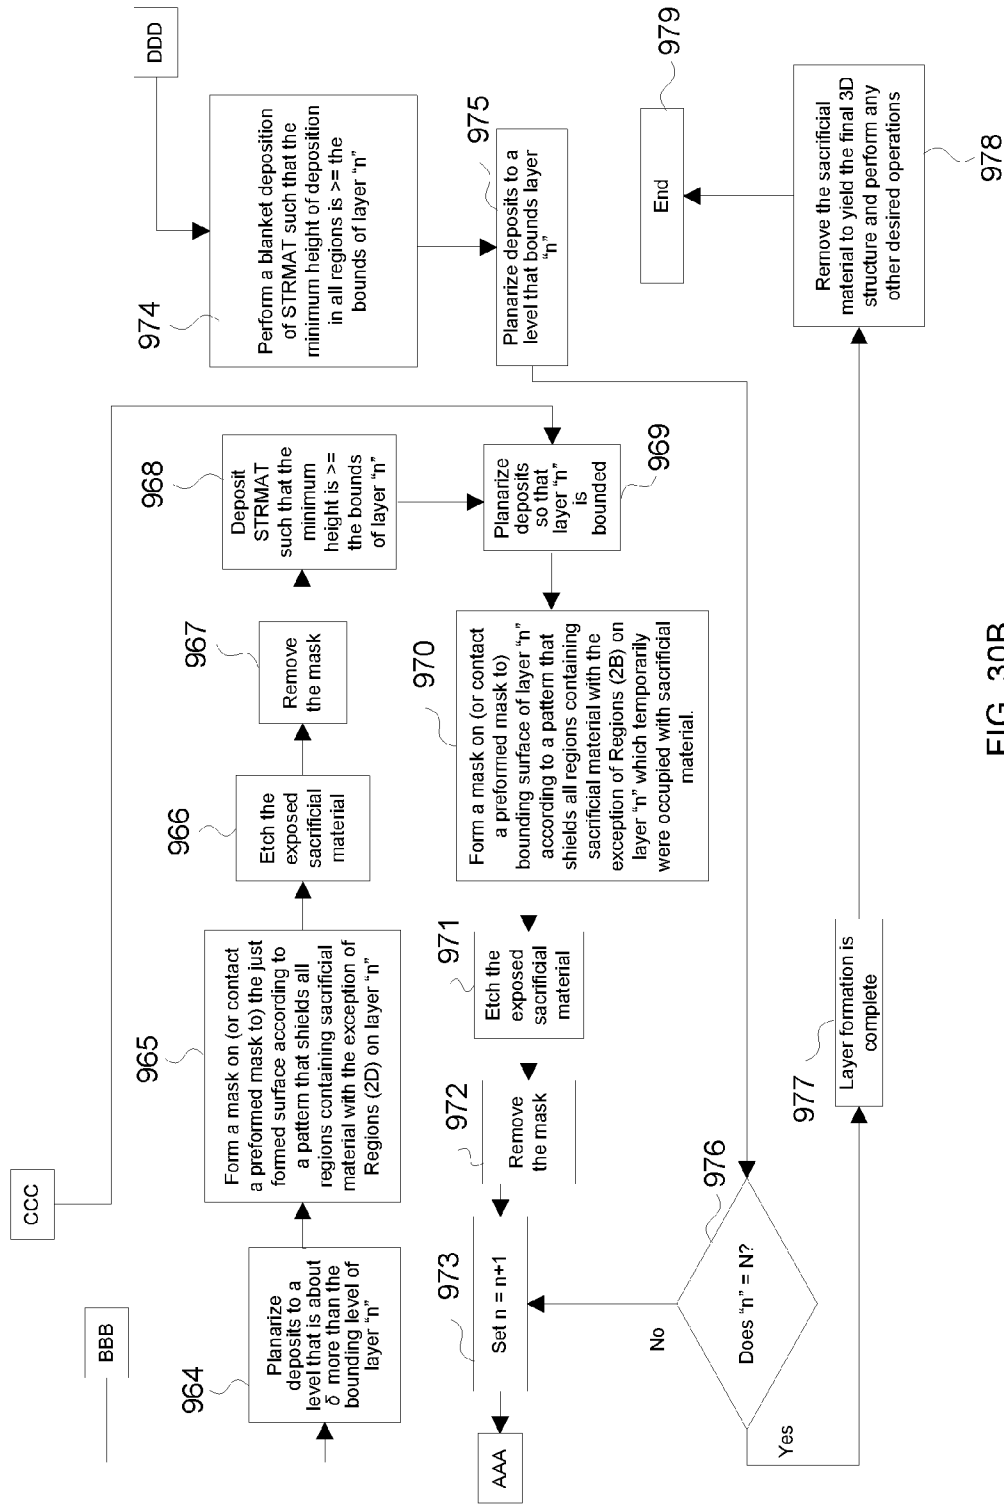 CCC
BBB
964
Planarize
deposits to a
level that is about
δ more than the
bounding level of
layer “n”
965
Form a mask on (or contact
a preformed mask to) the just
formed surface according to
a pattern that shields all
regions containing sacrificial
material with the exception of
Regions (2D) on layer “n”
966
Etch the
exposed
sacrificial
material
967
Remove
the mask
968
Deposit
STRMAT
such that the
minimum
height is >=
the bounds
of layer “n”
969
Planarize
deposits
so that
layer “n”
is
bounded
970
Form a mask on (or contact
a preformed mask to)
bounding surface of layer “n”
according to a pattern that
shields all regions containing
sacrificial material with the
exception of Regions (2B) on
layer “n” which temporarily
were occupied with sacrificial
material.
971
Etch the
exposed
sacrificial
material
972
Remove
the mask
973
Set n = n+1
AAA
DDD
974
Perform a blanket deposition
of STRMAT such that the
minimum height of deposition
in all regions is >= the
bounds of layer “n”
975
Planarize deposits to a
level that bounds layer
“n”
976
Does “n” = N?
No
Yes
977
Layer formation is
complete
978
Remove the sacrificial
material to yield the final 3D
structure and perform any
other desired operations
979
End
FIG. 30B